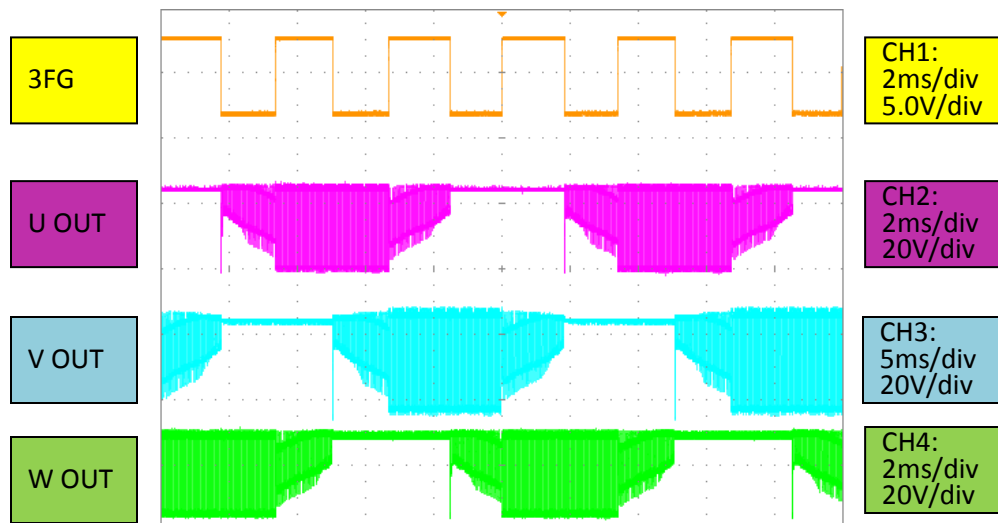 3FG
CH1:
2ms/div
5.0V/div
U OUT
CH2:
2ms/div
20V/div
V OUT
CH3:
5ms/div
20V/div
W OUT
CH4:
2ms/div
20V/div